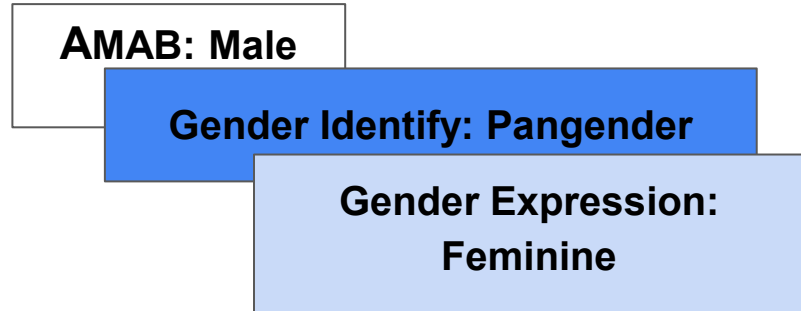 AMAB: Male
Gender Identify: Pangender
Gender Expression:
Feminine